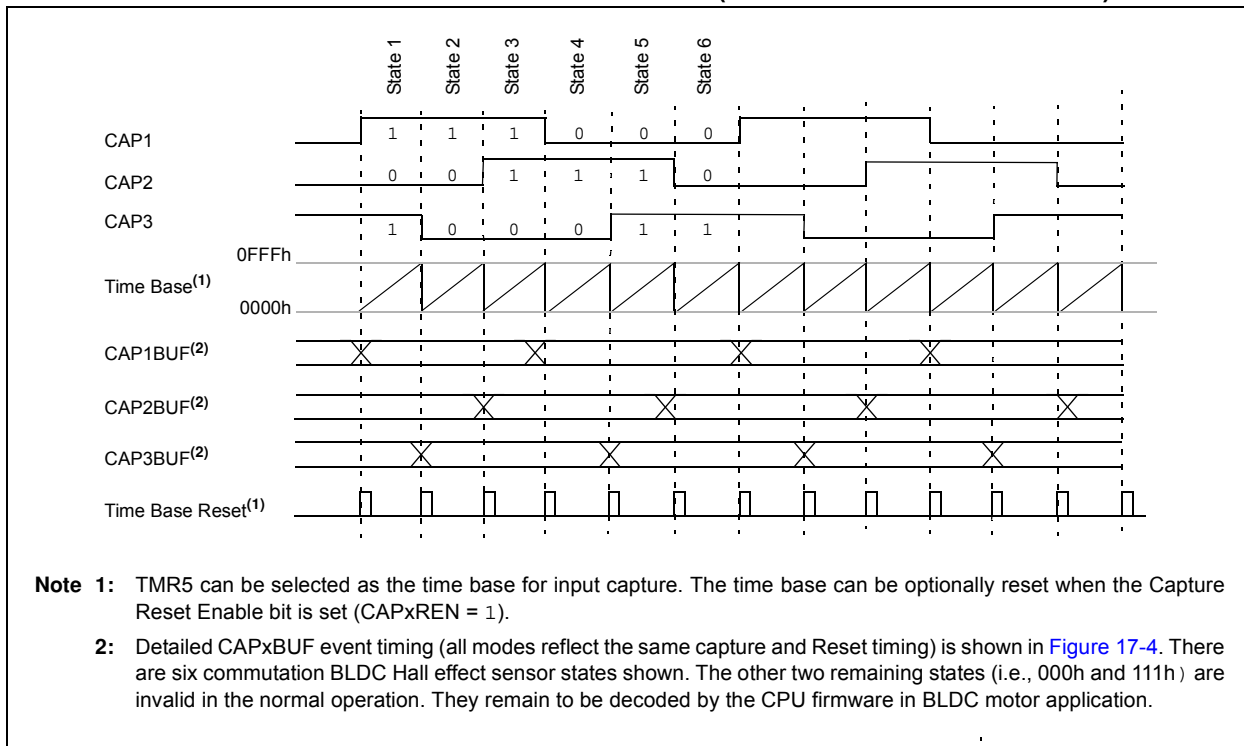 State 1
State 2
State 3
State 4
State 5
State 6
CAP1
1 1 1 0 0 0
CAP2
0 0 1 1 1 0
CAP3
1 0 0 0 1 1
0FFFh
Time Base(1)
0000h
CAP1BUF(2)
CAP2BUF(2)
CAP3BUF(2)
Time Base Reset(1)
Note 1: TMR5 can be selected as the time base for input capture. The time base can be optionally reset when the Capture
Reset Enable bit is set (CAPxREN = 1).
2: Detailed CAPxBUF event timing (all modes reflect the same capture and Reset timing) is shown in Figure 17-4. There
are six commutation BLDC Hall effect sensor states shown. The other two remaining states (i.e., 000h and 111h) are
invalid in the normal operation. They remain to be decoded by the CPU firmware in BLDC motor application.